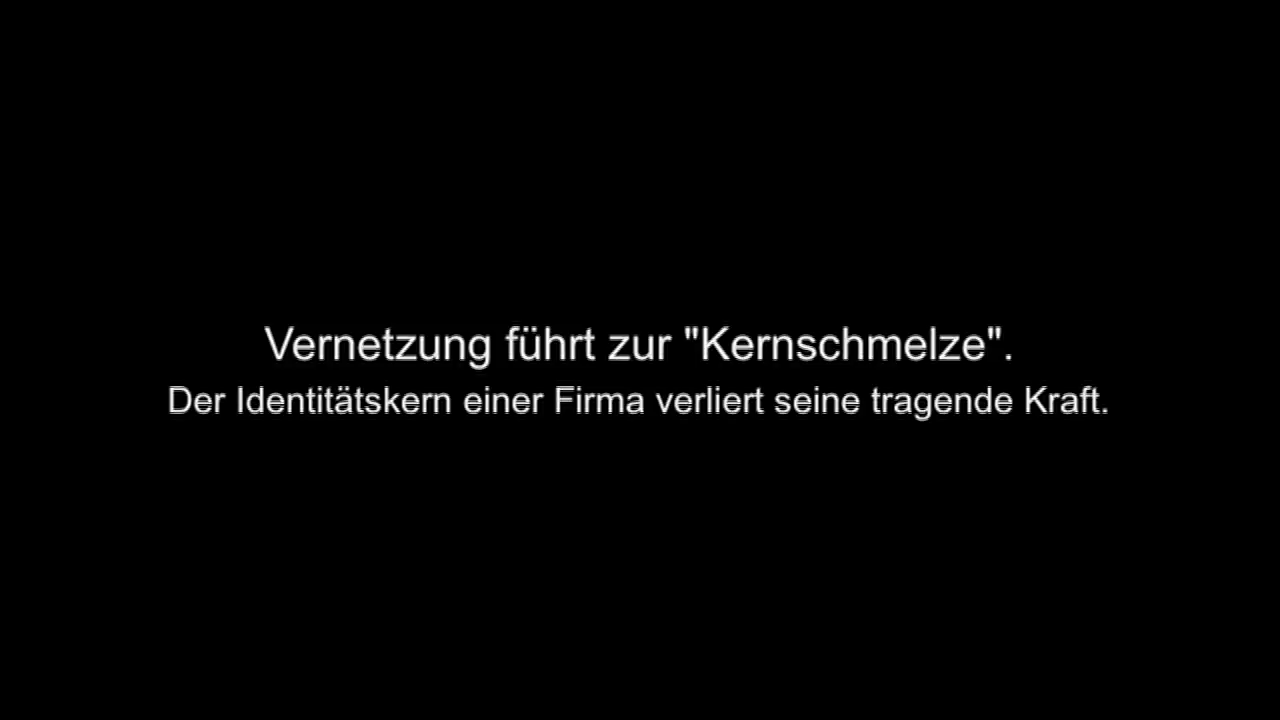 Vernetzung führt zur "Kernschmelze".
Der Identitätskern einer Firma verliert seine tragende Kraft.